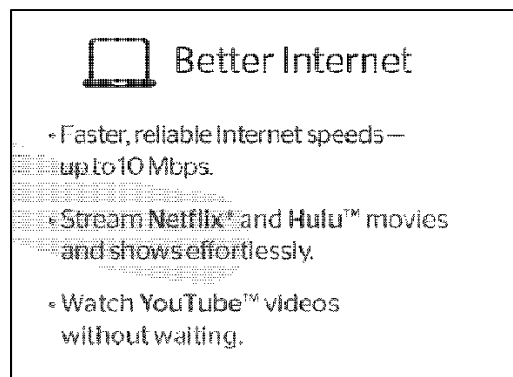 Better Internet
• Faster, reliable Internet speeds—
up to 10 Mbps.
• Stream Netflix® and Hulu™ movies
and shows effortlessly.
• Watch YouTube™ videos
without waiting.